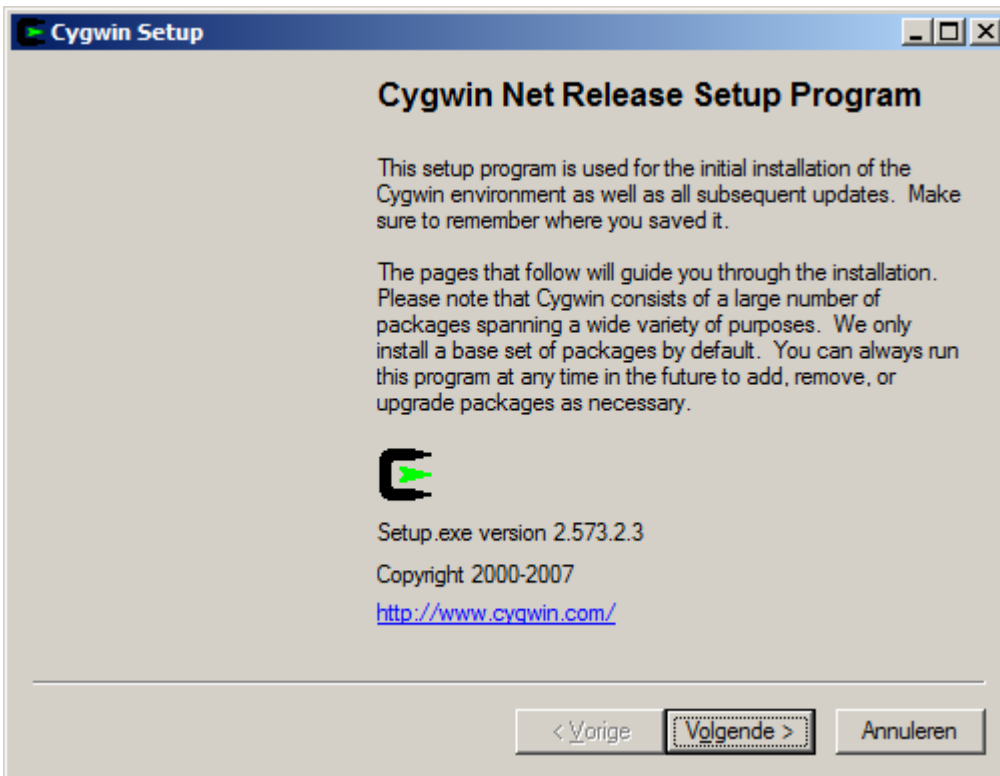 Cygwin Setup
Cygwin Net Release Setup Program
This setup program is used for the initial installation of the
Cygwin environment as well as all subsequent updates.  Make
sure to remember where you saved it.
The pages that follow will guide you through the installation.
Please note that Cygwin consists of a large number of
packages spanning a wide variety of purposes.  We only
install a base set of packages by default.  You can always run
this program at any time in the future to add, remove, or
upgrade packages as necessary.
Setup.exe version 2.573.2.3
Copyright 2000-2007
http://www.cygwin.com/
< Vorige
Volgende >
Annuleren